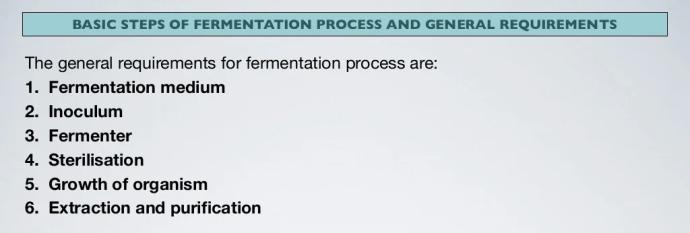 BASIC STEPS OF FERMENTATION PROCESS AND GENERAL REQUIREMENTS
The general requirements for fermentation process are:
1. Fermentation medium
2. Inoculum
3. Fermenter
4. Sterilisation
5. Growth of organism
6. Extraction and purification